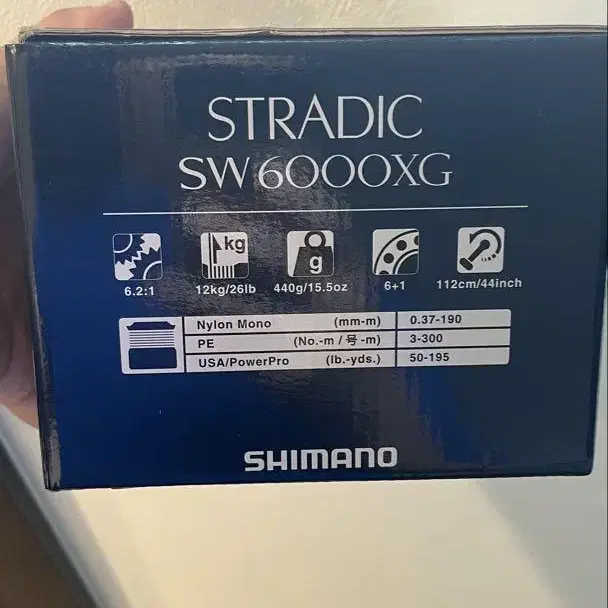 STRADIC
SW6000XG
kg
g
6.2:1 12kg/26lb 440g/15.5oz 6+1 112cm/44inch
Nylon Mono (mm-m) 0.37-190
PE (No.-m / 号-m) 3-300
USA/PowerPro (lb.-yds.) 50-195
SHIMANO